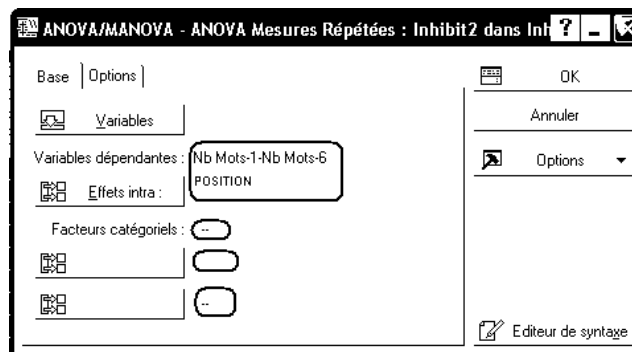 ANOVA/MANOVA - ANOVA Mesures Répétées : Inhibit2 dans Inh
Base Options
OK
Variables
Annuler
Variables dépendantes : Nb Mots-1-Nb Mots-6
Options
Effets intra : POSITION
Facteurs catégoriels : --
--
Editeur de syntaxe